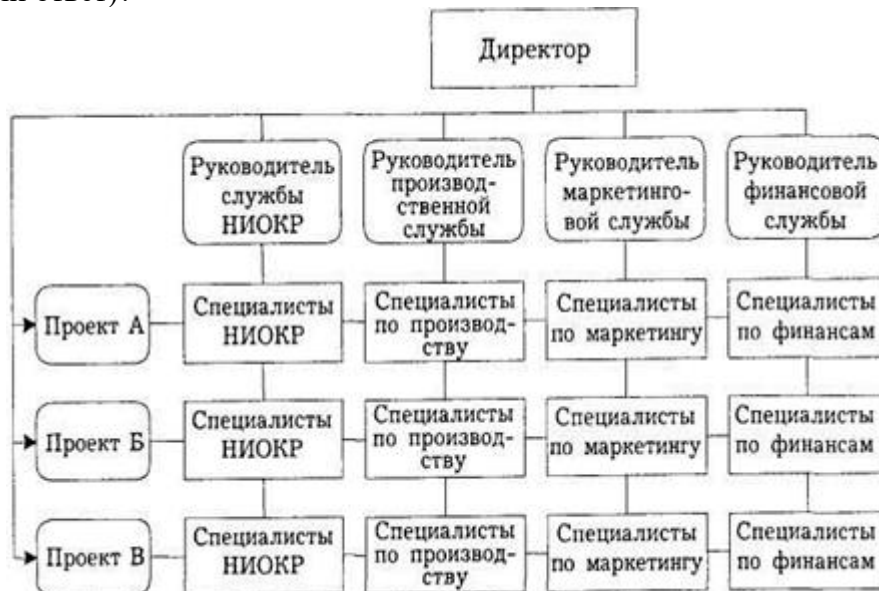 Директор
Руководитель
службы
НИОКР
Руководитель
производ-
ственной
службы
Руководитель
маркетинго-
вой службы
Руководитель
финансовой
службы
Проект А
Специалисты
НИОКР
Специалисты
по производ-
ству
Специалисты
по маркетингу
Специалисты
по финансам
Проект Б
Специалисты
НИОКР
Специалисты
по производ-
ству
Специалисты
по маркетингу
Специалисты
по финансам
Проект В
Специалисты
НИОКР
Специалисты
по производ-
ству
Специалисты
по маркетингу
Специалисты
по финансам